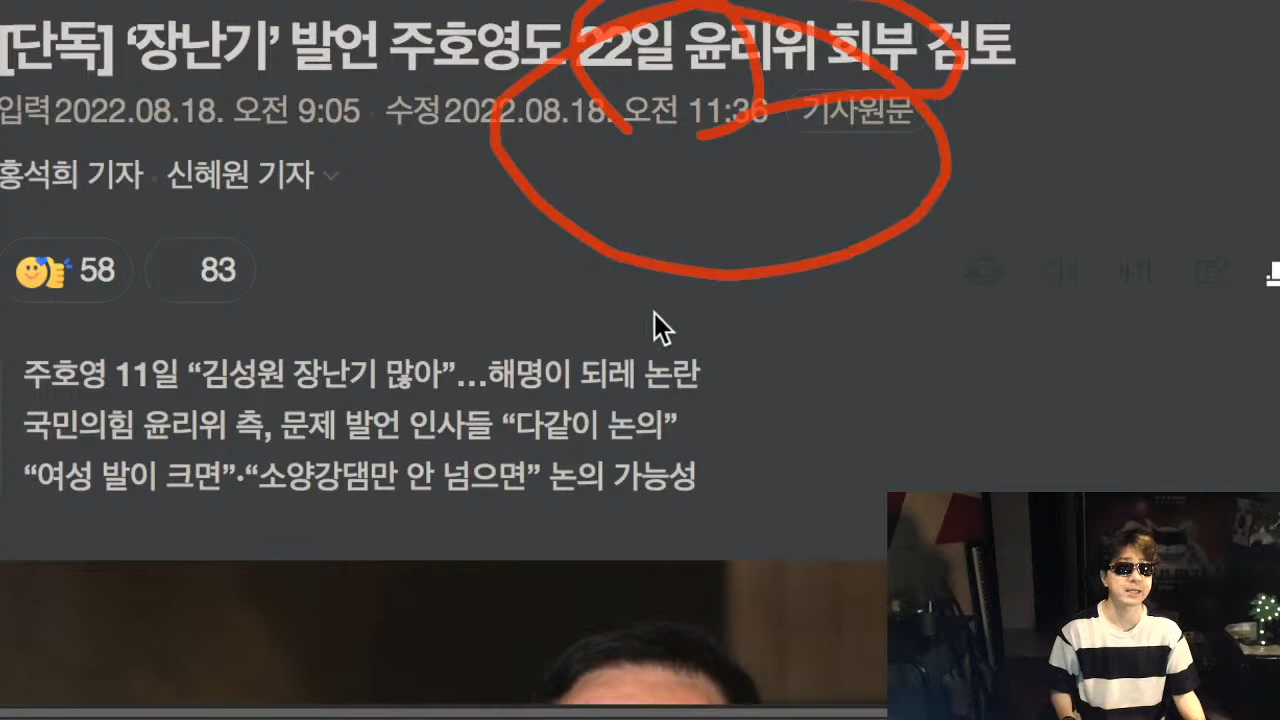 [단독] ‘장난기’ 발언 주호영도 22일 윤리위 회부 검토
입력2022.08.18. 오전 9:05 · 수정2022.08.18. 오전 11:36 기사원문
홍석희 기자 · 신혜원 기자
58 83
주호영 11일 “김성원 장난기 많아”…해명이 되레 논란
국민의힘 윤리위 측, 문제 발언 인사들 “다같이 논의”
“여성 발이 크면”·“소양강댐만 안 넘으면” 논의 가능성